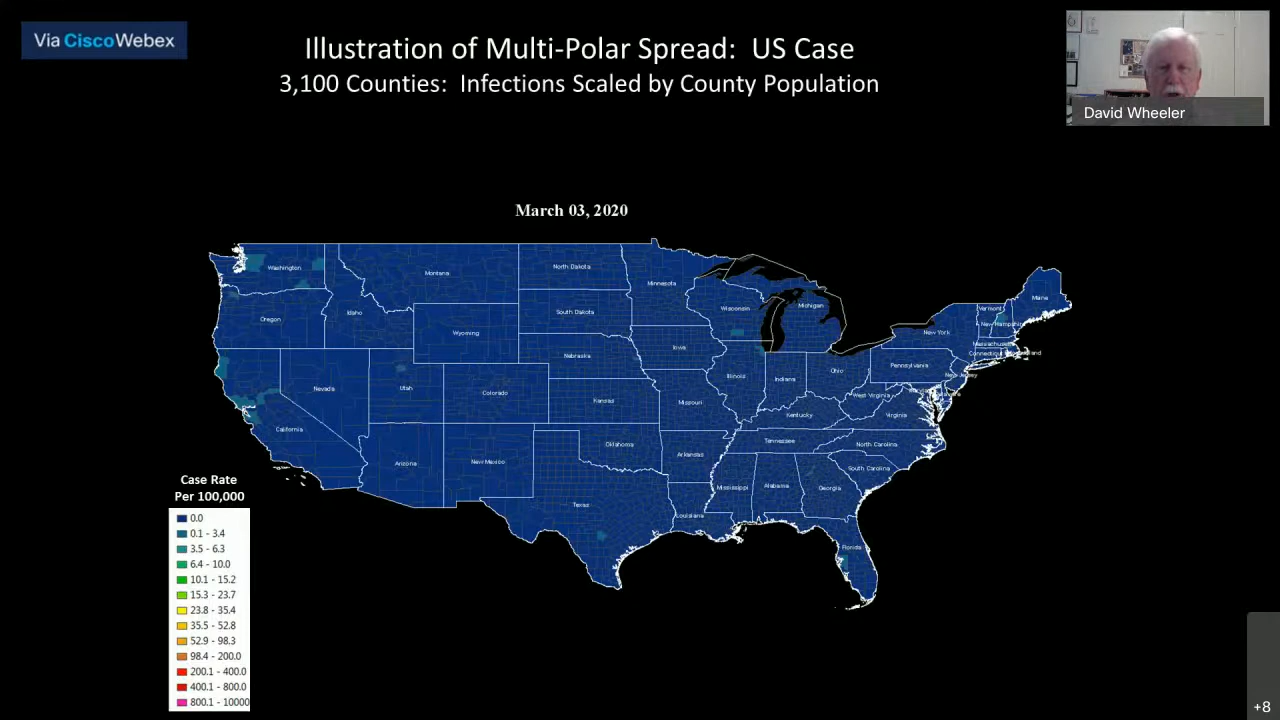 Via Cisco Webex
Illustration of Multi-Polar Spread: US Case
3,100 Counties: Infections Scaled by County Population
David Wheeler
March 03, 2020
Washington
Montana
North Dakota
Minnesota
Maine
Oregon
Idaho
Wyoming
South Dakota
Wisconsin
Michigan
Vermont
New Hampshire
New York
Massachusetts
Nebraska
Iowa
Pennsylvania
New Jersey
Nevada
Utah
Colorado
Kansas
Missouri
Illinois
Indiana
Ohio
West Virginia
Virginia
Kentucky
California
Arizona
New Mexico
Oklahoma
Arkansas
Tennessee
North Carolina
South Carolina
Texas
Louisiana
Mississippi
Alabama
Georgia
Florida
Case Rate
Per 100,000
0.0
0.1 - 3.4
3.5 - 6.3
6.4 - 10.0
10.1 - 15.2
15.3 - 23.7
23.8 - 35.4
35.5 - 52.8
52.9 - 98.3
98.4 - 200.0
200.1 - 400.0
400.1 - 800.0
800.1 - 10000
+8